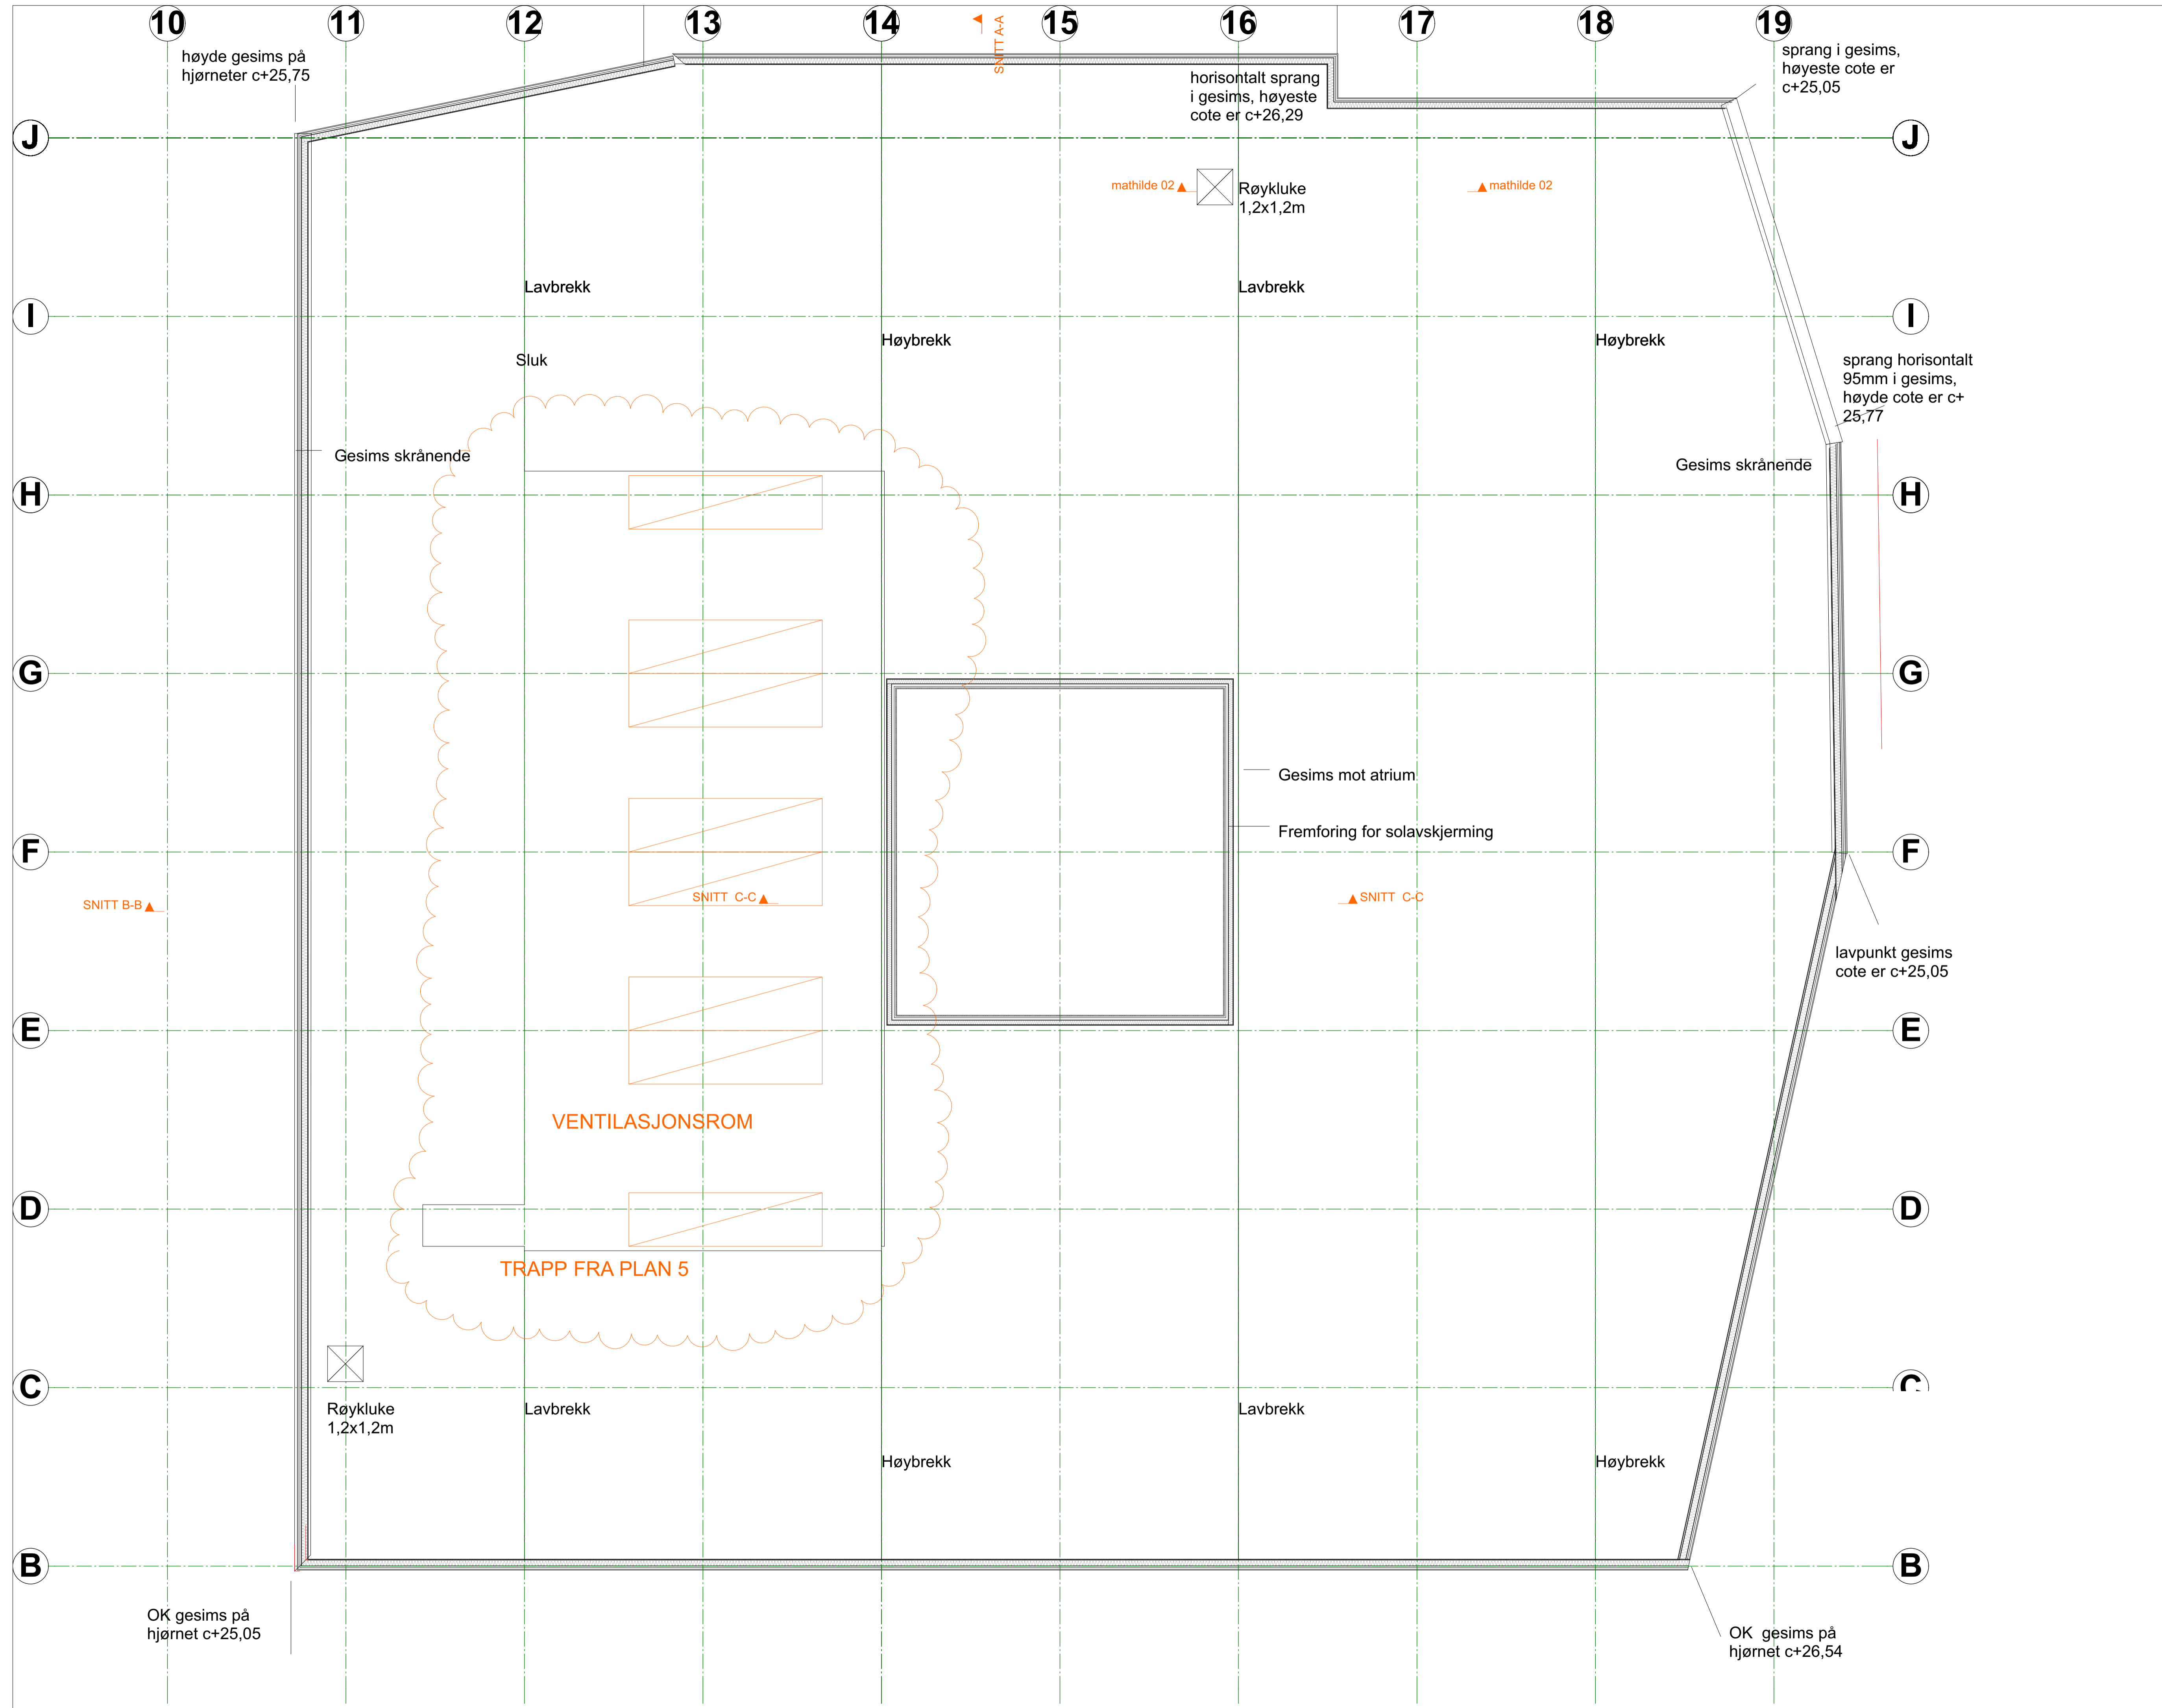 10 11 12 13 14 15 16 17 18 19
SNITT A-A
høyde gesims på
hjørneter c+25,75
horisontalt sprang
i gesims, høyeste
cote er c+26,29
sprang i gesims,
høyeste cote er
c+25,05
J J
mathilde 02
Røykluke
1,2x1,2m
mathilde 02
Lavbrekk
Lavbrekk
I I
Høybrekk
Høybrekk
Sluk
sprang horisontalt
95mm i gesims,
høyde cote er c+
25,77
Gesims skrånende
Gesims skrånende
H H
G G
Gesims mot atrium
Fremforing for solavskjerming
F F
SNITT B-B
SNITT C-C
SNITT C-C
lavpunkt gesims
cote er c+25,05
E E
VENTILASJONSROM
D D
TRAPP FRA PLAN 5
C C
Røykluke
1,2x1,2m
Lavbrekk
Lavbrekk
Høybrekk
Høybrekk
B B
OK gesims på
hjørnet c+25,05
OK gesims på
hjørnet c+26,54